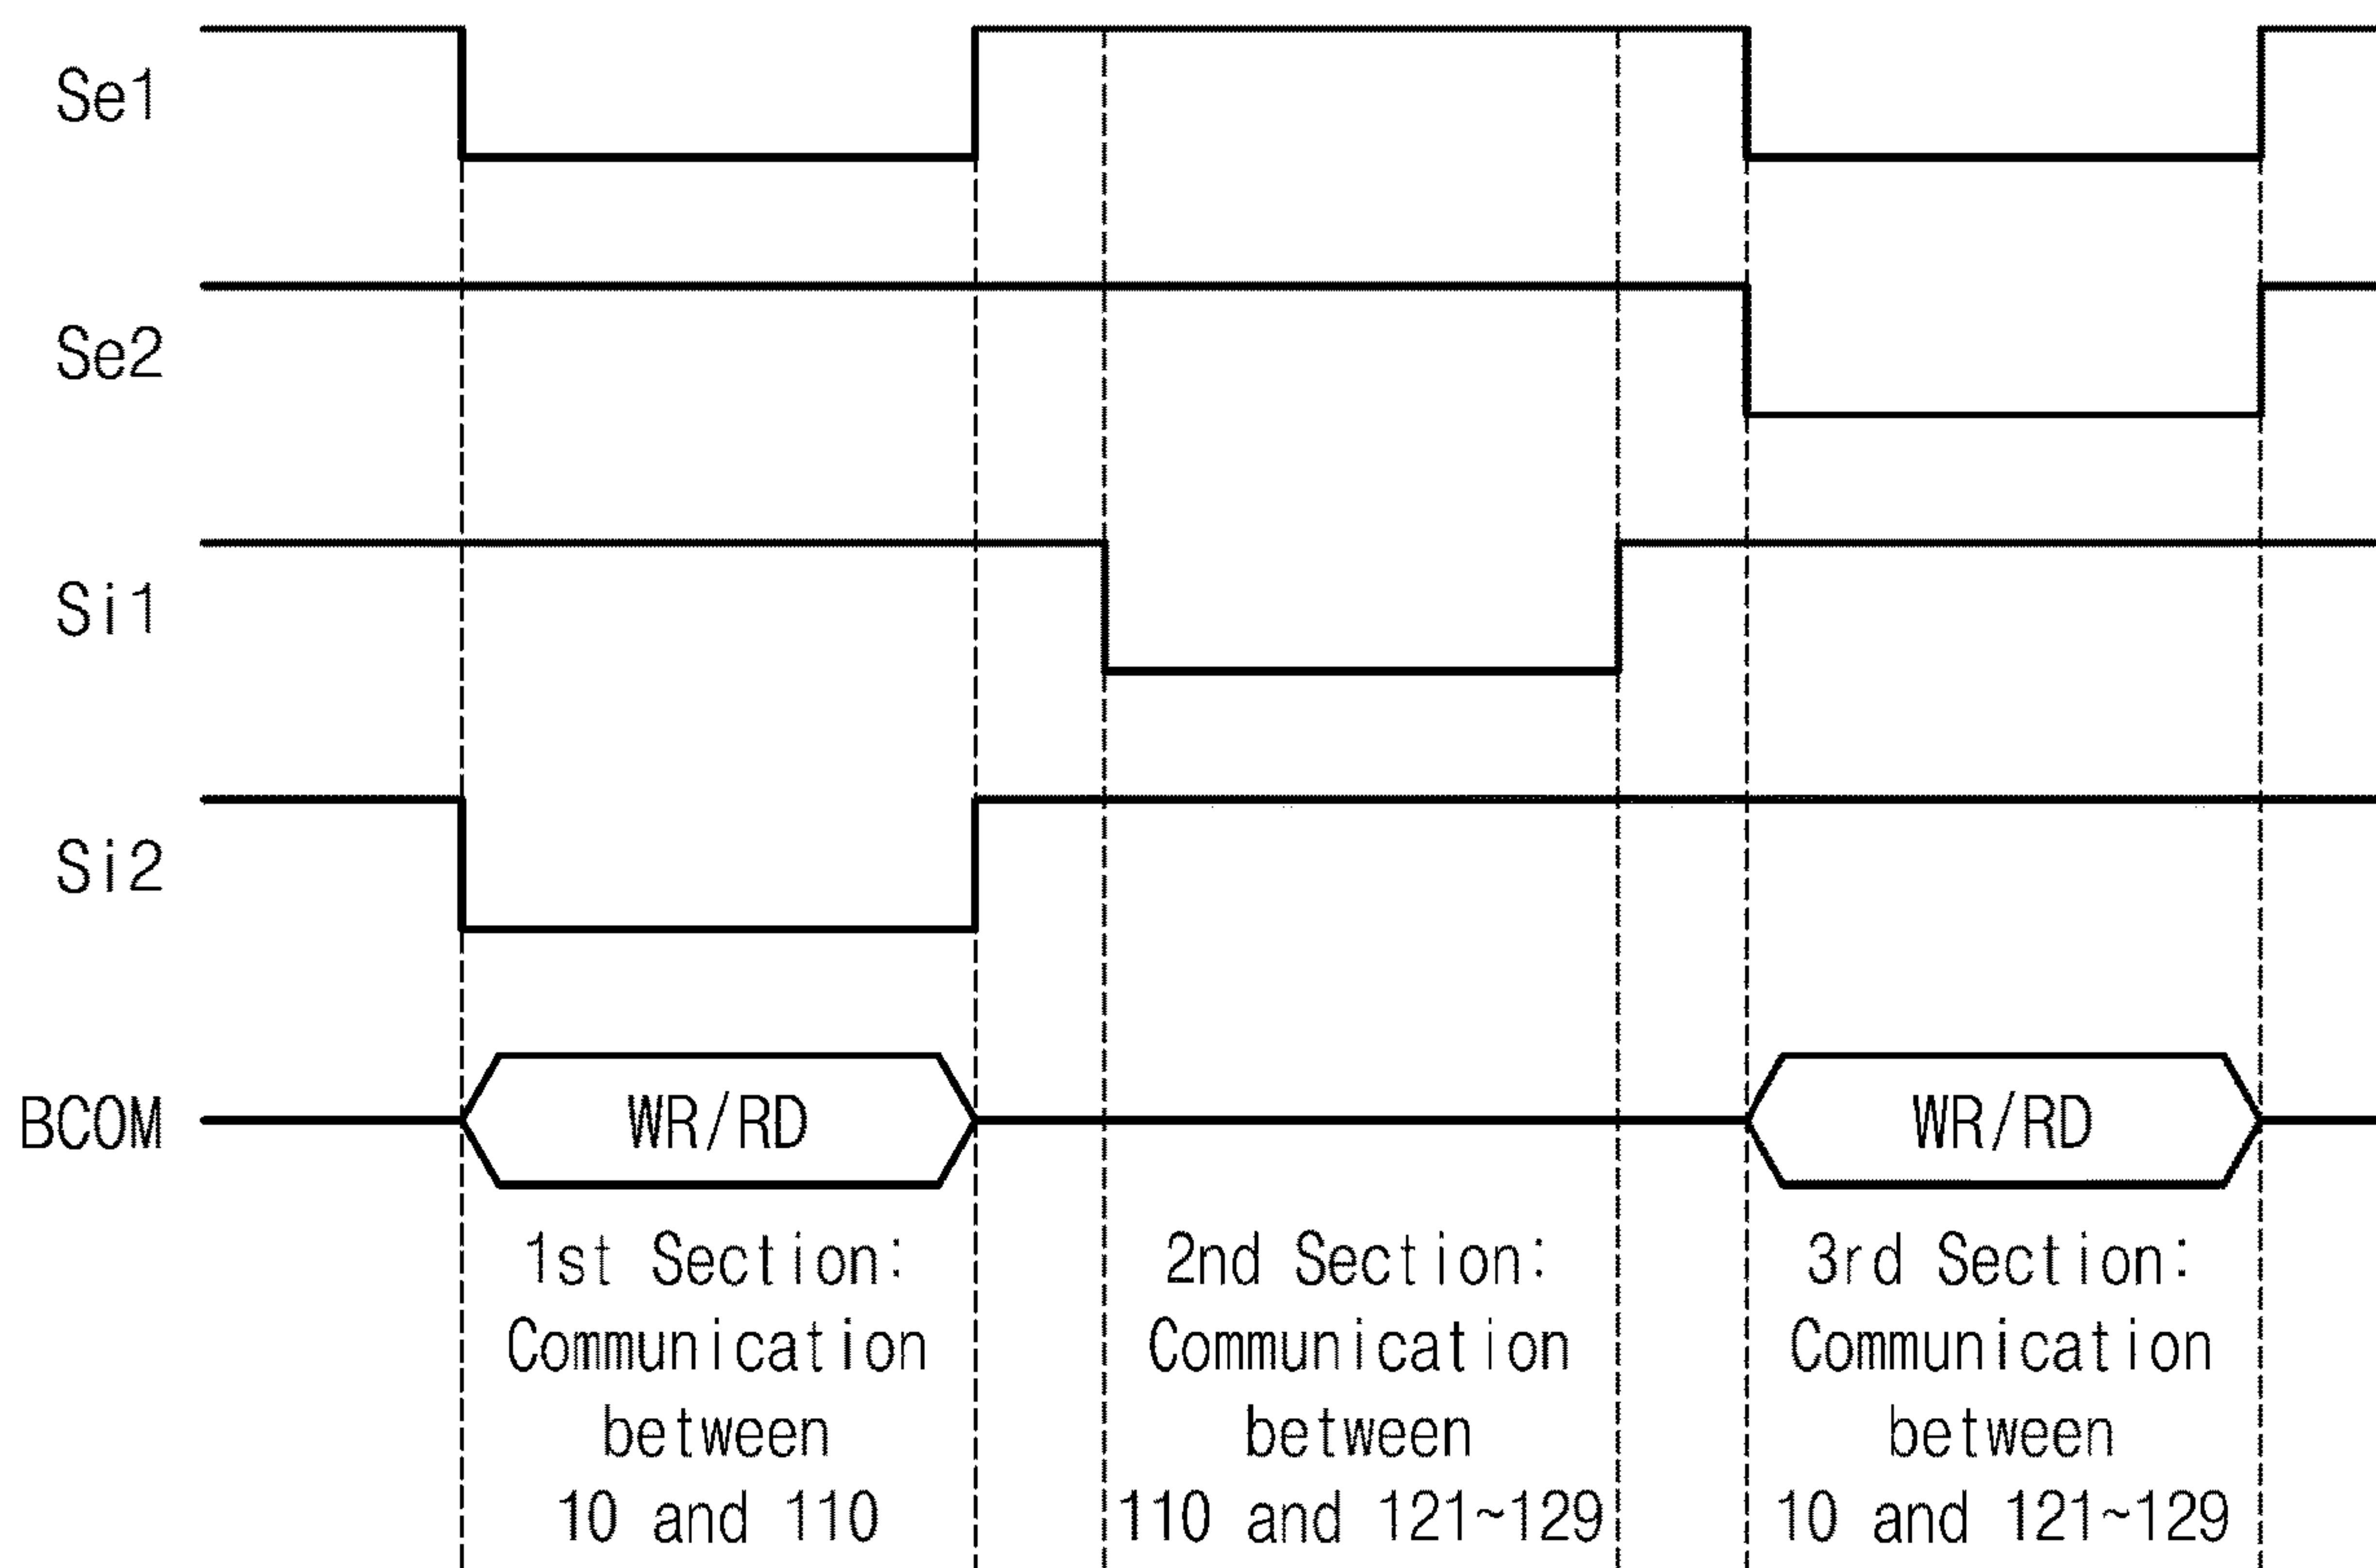 Se1
Se2
Si1
Si2
BCOM
WR/RD
WR/RD
1st Section:
Communication
between
10 and 110
2nd Section:
Communication
between
110 and 121~129
3rd Section:
Communication
between
10 and 121~129